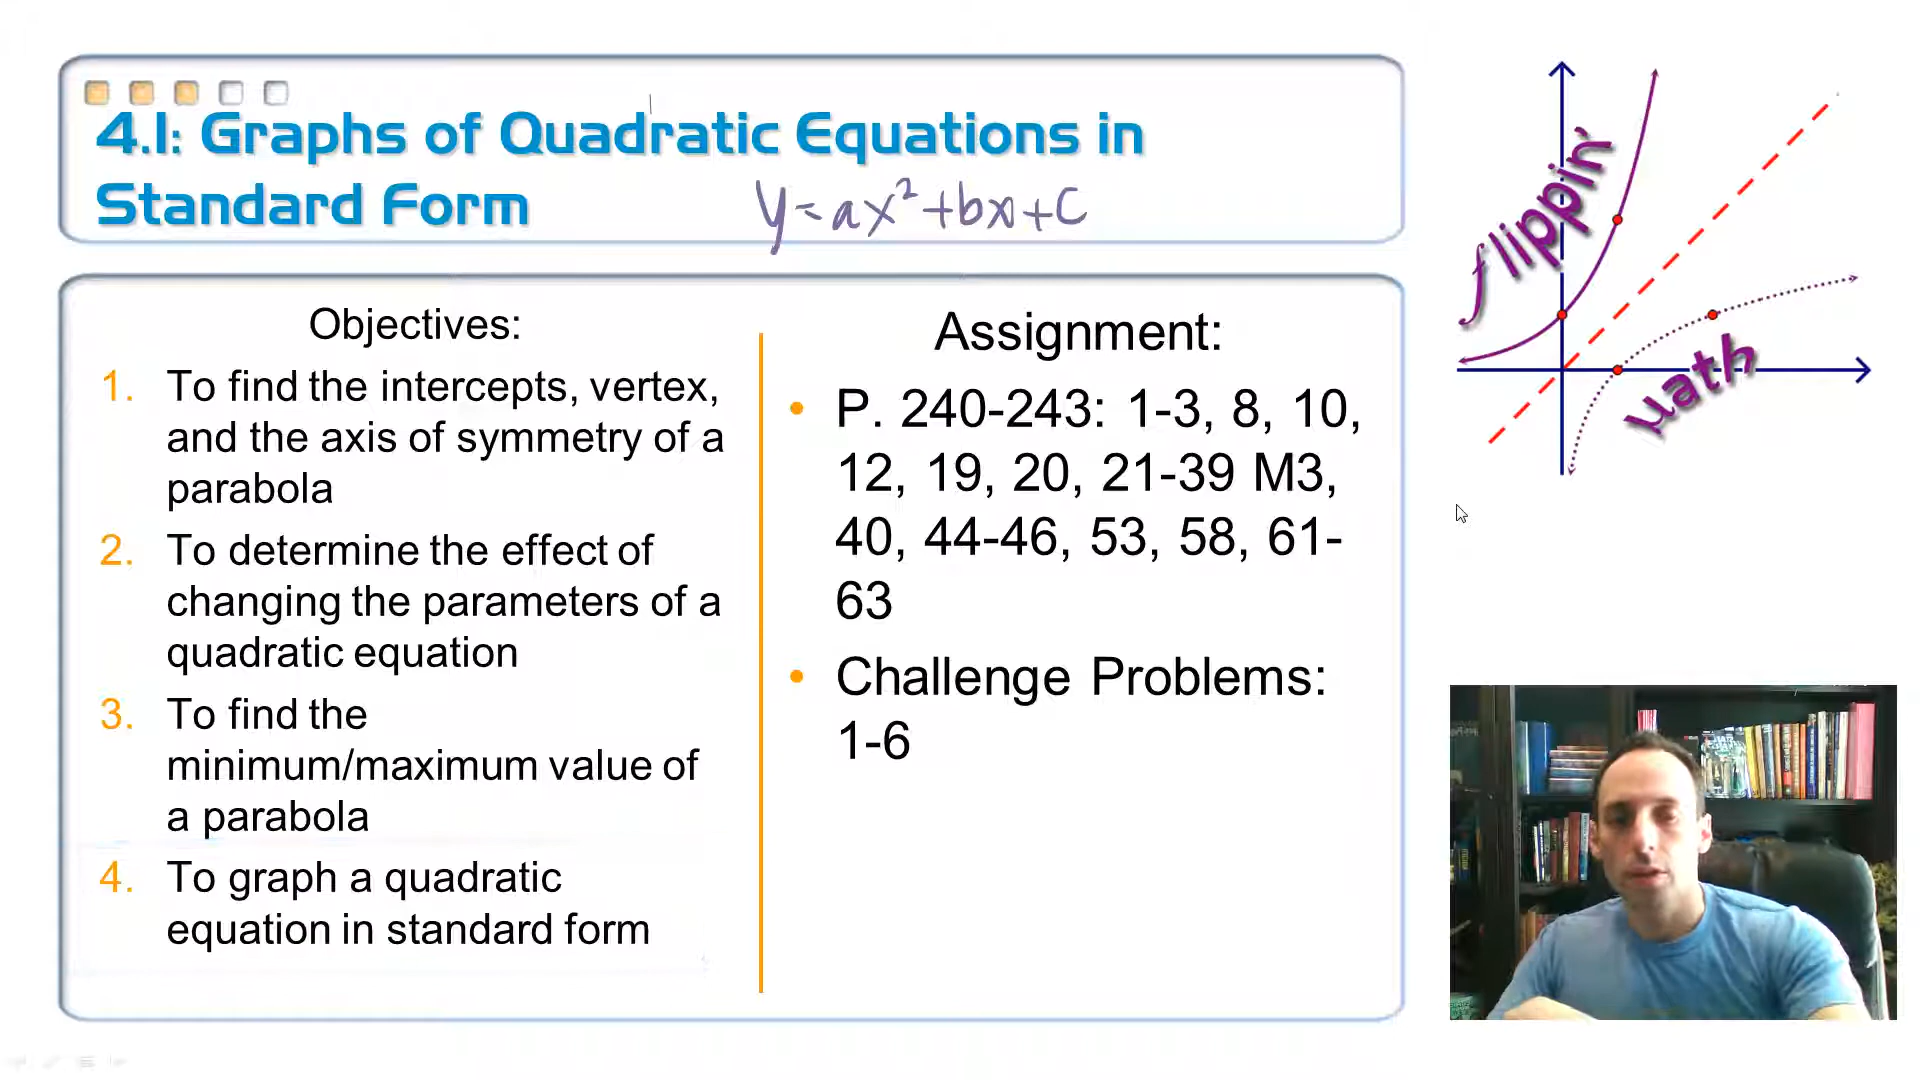 4.1: Graphs of Quadratic Equations in
Standard Form
y=ax²+bx+c
Objectives:
1. To find the intercepts, vertex,
and the axis of symmetry of a
parabola
2. To determine the effect of
changing the parameters of a
quadratic equation
3. To find the
minimum/maximum value of
a parabola
4. To graph a quadratic
equation in standard form
Assignment:
• P. 240-243: 1-3, 8, 10,
12, 19, 20, 21-39 M3,
40, 44-46, 53, 58, 61-
63
• Challenge Problems:
1-6
flippin'
math